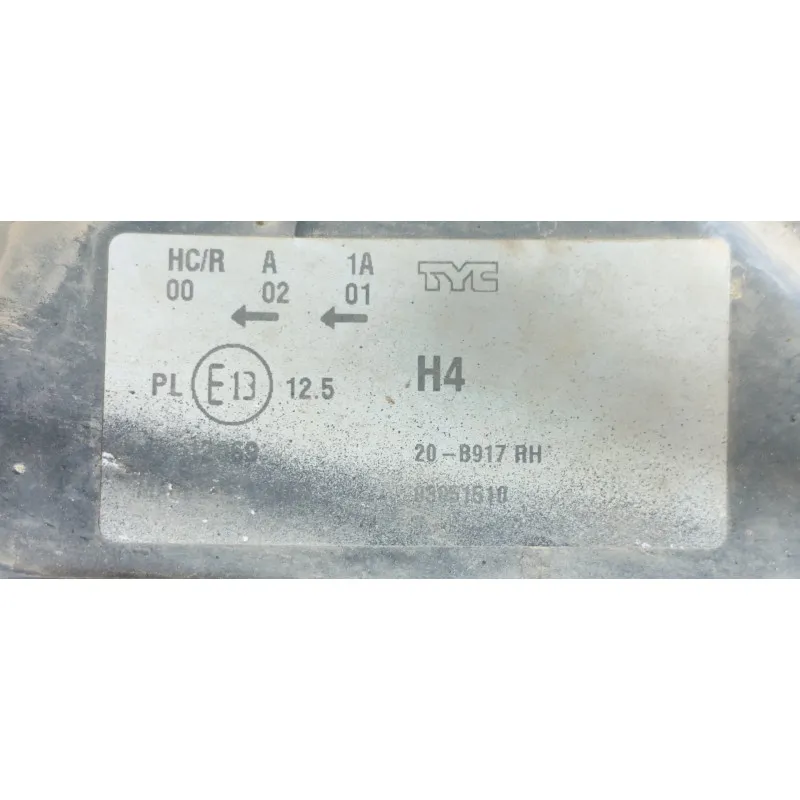 HC/R A 1A TYC
00 02 01
← ←
PL E13 12.5 H4
20-B917 RH